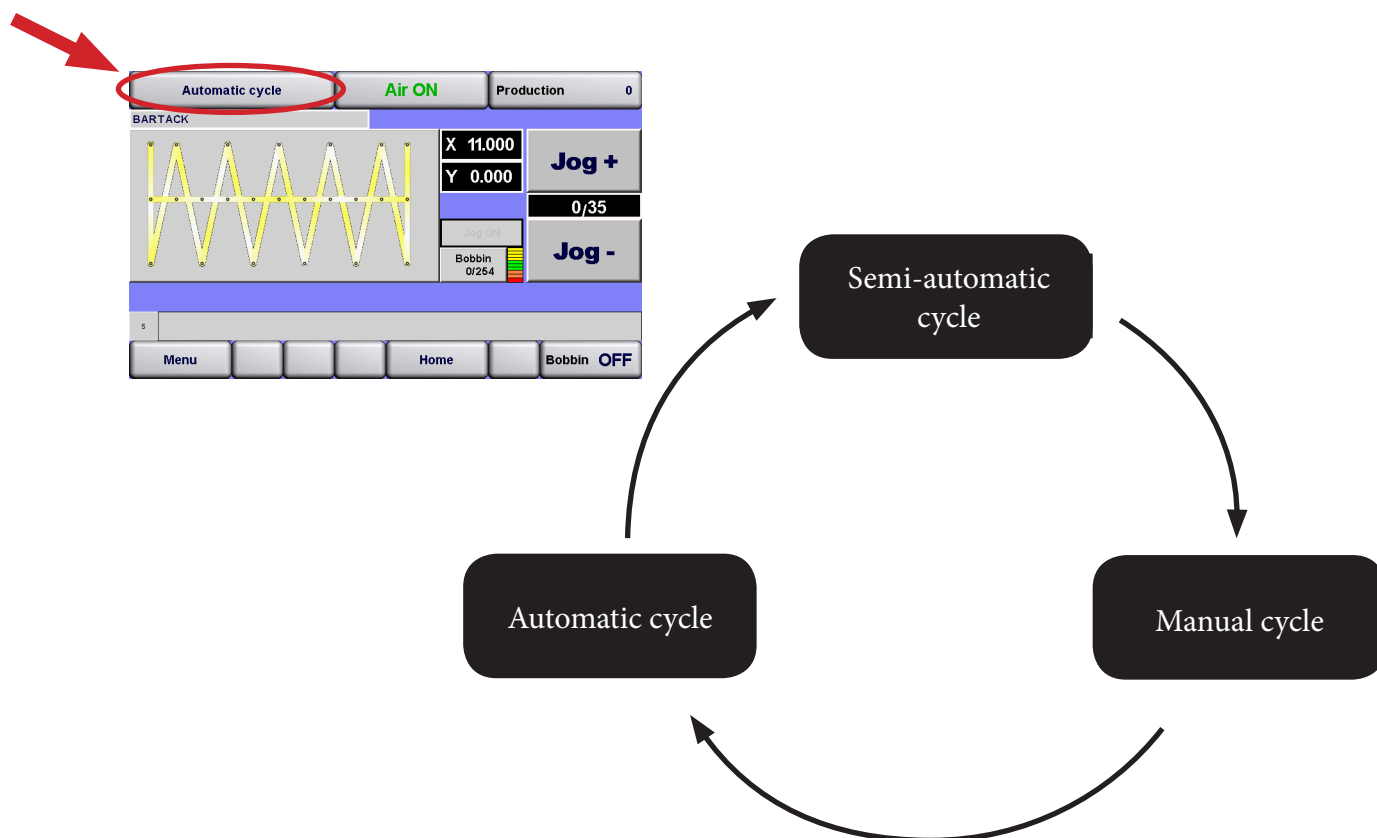 Automatic cycle
Air ON
Production 0
BARTACK
X 11.000
Y 0.000
Jog +
0/35
Jog ON
Bobbin
0/254
Jog -
5
Menu
Home
Bobbin OFF
Semi-automatic
cycle
Automatic cycle
Manual cycle